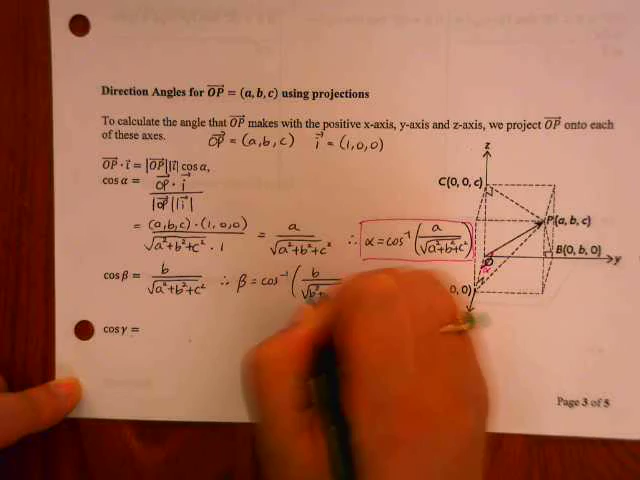 Direction Angles for OP⃗ = (a, b, c) using projections
To calculate the angle that OP⃗ makes with the positive x-axis, y-axis and z-axis, we project OP⃗ onto each
of these axes. OP⃗ = (a, b, c) i⃗ = (1, 0, 0)
OP⃗ · i⃗ = |OP⃗||i⃗| cos α,
cos α = OP⃗ · i⃗ / |OP⃗||i⃗|
= (a, b, c) · (1, 0, 0) / √a²+b²+c² · 1 = a / √a²+b²+c² ∴ α = cos⁻¹ (a / √a²+b²+c²)
cos β = b / √a²+b²+c² ∴ β = cos⁻¹ (b / √b²+
cos γ =
z
C(0, 0, c)
P(a, b, c)
B(0, b, 0)
y
O
α
, 0)
Page 3 of 5